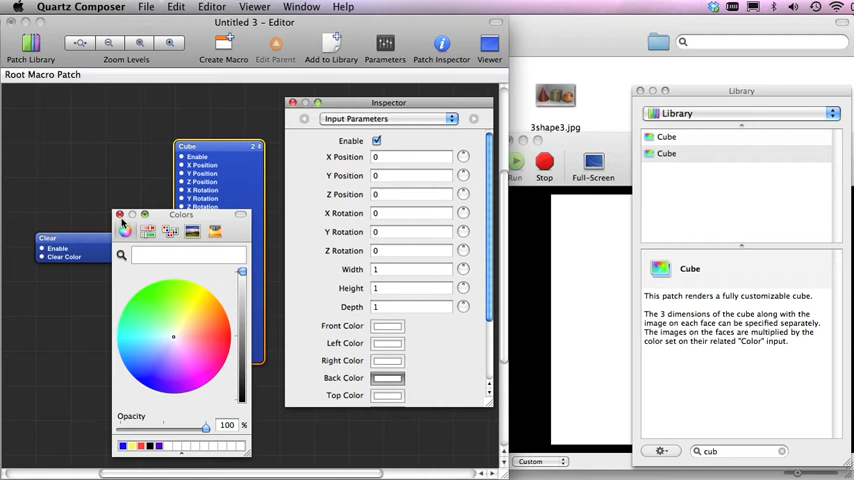 Quartz Composer File Edit Editor Viewer Window Help
Untitled 3 - Editor
Patch Library
Zoom Levels
Create Macro
Edit Parent
Add to Library
Parameters
Patch Inspector
Viewer
Root Macro Patch
Cube 2
Enable
X Position
Y Position
Z Position
X Rotation
Y Rotation
Z Rotation
Clear
Enable
Clear Color
Colors
Opacity
100 %
Inspector
Input Parameters
Enable
X Position 0
Y Position 0
Z Position 0
X Rotation 0
Y Rotation 0
Z Rotation 0
Width 1
Height 1
Depth 1
Front Color
Left Color
Right Color
Back Color
Top Color
3shape3.jpg
Run
Stop
Full-Screen
Custom
Library
Library
Cube
Cube
Cube
This patch renders a fully customizable cube.
The 3 dimensions of the cube along with the
image on each face can be specified separately.
The images on the faces are multiplied by the
color set on their related "Color" input.
cub